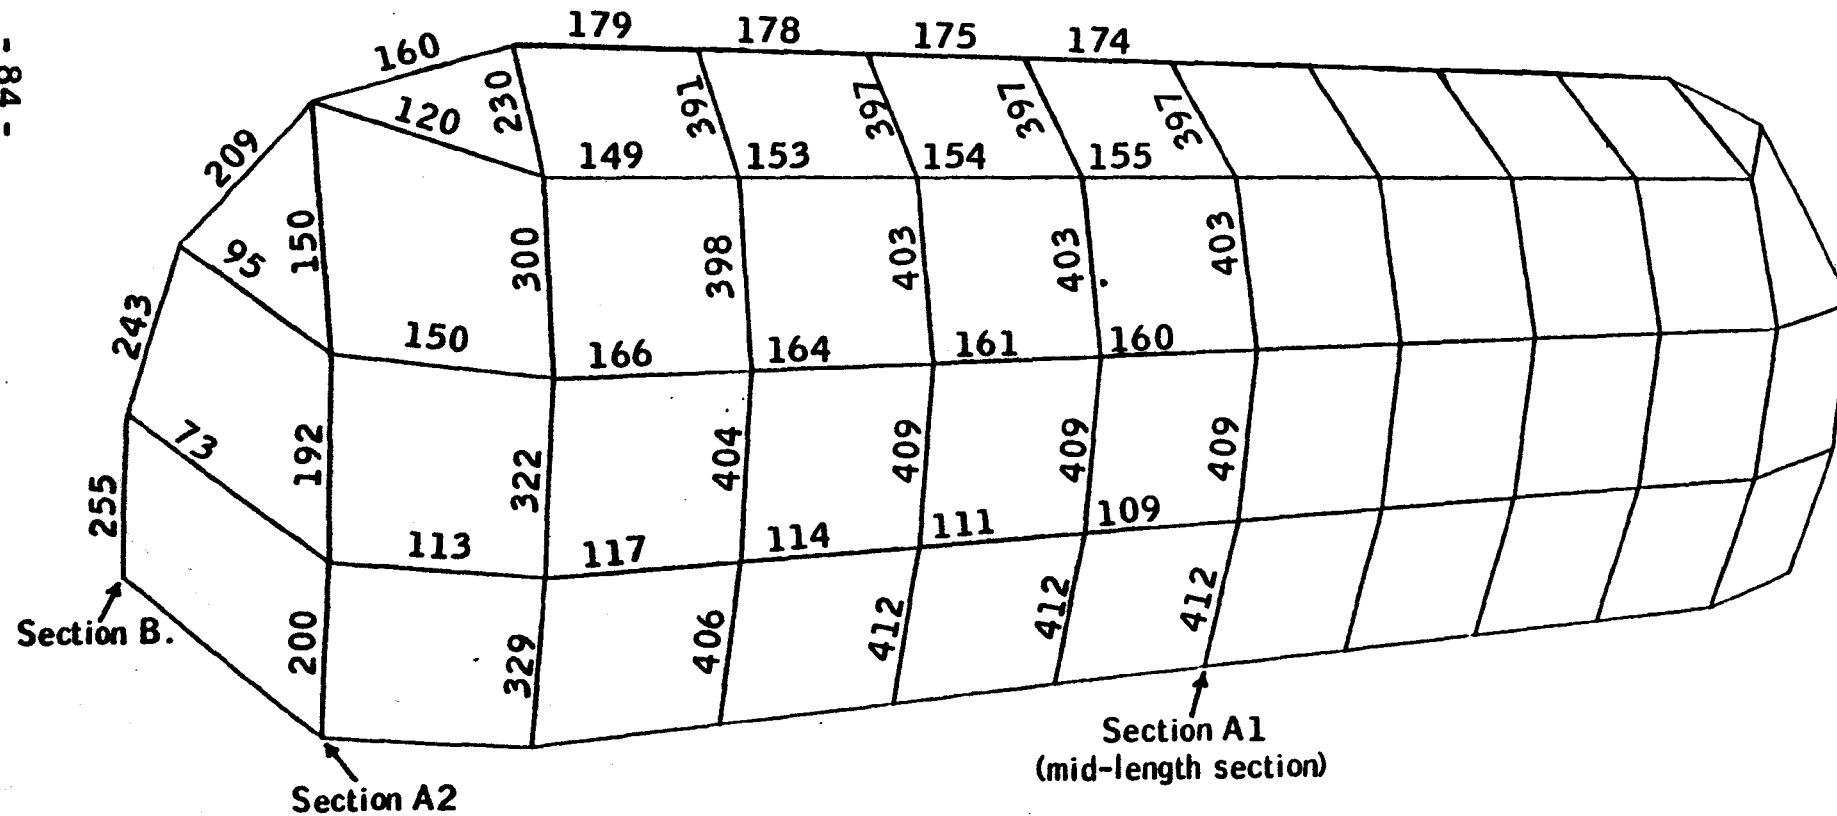 - 84 -
179 178 175 174
160
230 391 397 397 397
120
209
149 153 154 155
150 300 398 403 403 403
95
243
150 166 164 161 160
73
192 322 404 409 409 409
255
113 117 114 111 109
200 329 406 412 412 412
Section B.
Section A1
(mid-length section)
Section A2